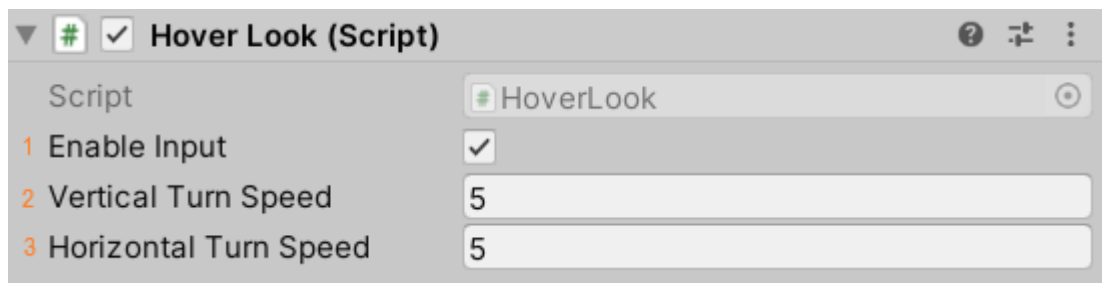 # Hover Look (Script)
Script # HoverLook
1 Enable Input
2 Vertical Turn Speed 5
3 Horizontal Turn Speed 5